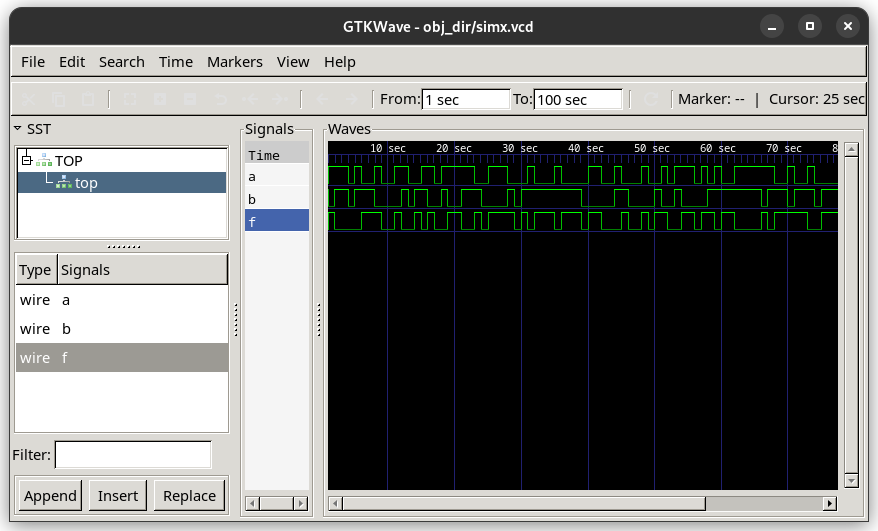 GTKWave - obj_dir/simx.vcd
File Edit Search Time Markers View Help
From: 1 sec To: 100 sec Marker: -- | Cursor: 25 sec
SST
TOP
top
Type Signals
wire a
wire b
wire f
Filter:
Append Insert Replace
Signals
Time
a
b
f
Waves
10 sec 20 sec 30 sec 40 sec 50 sec 60 sec 70 sec 8